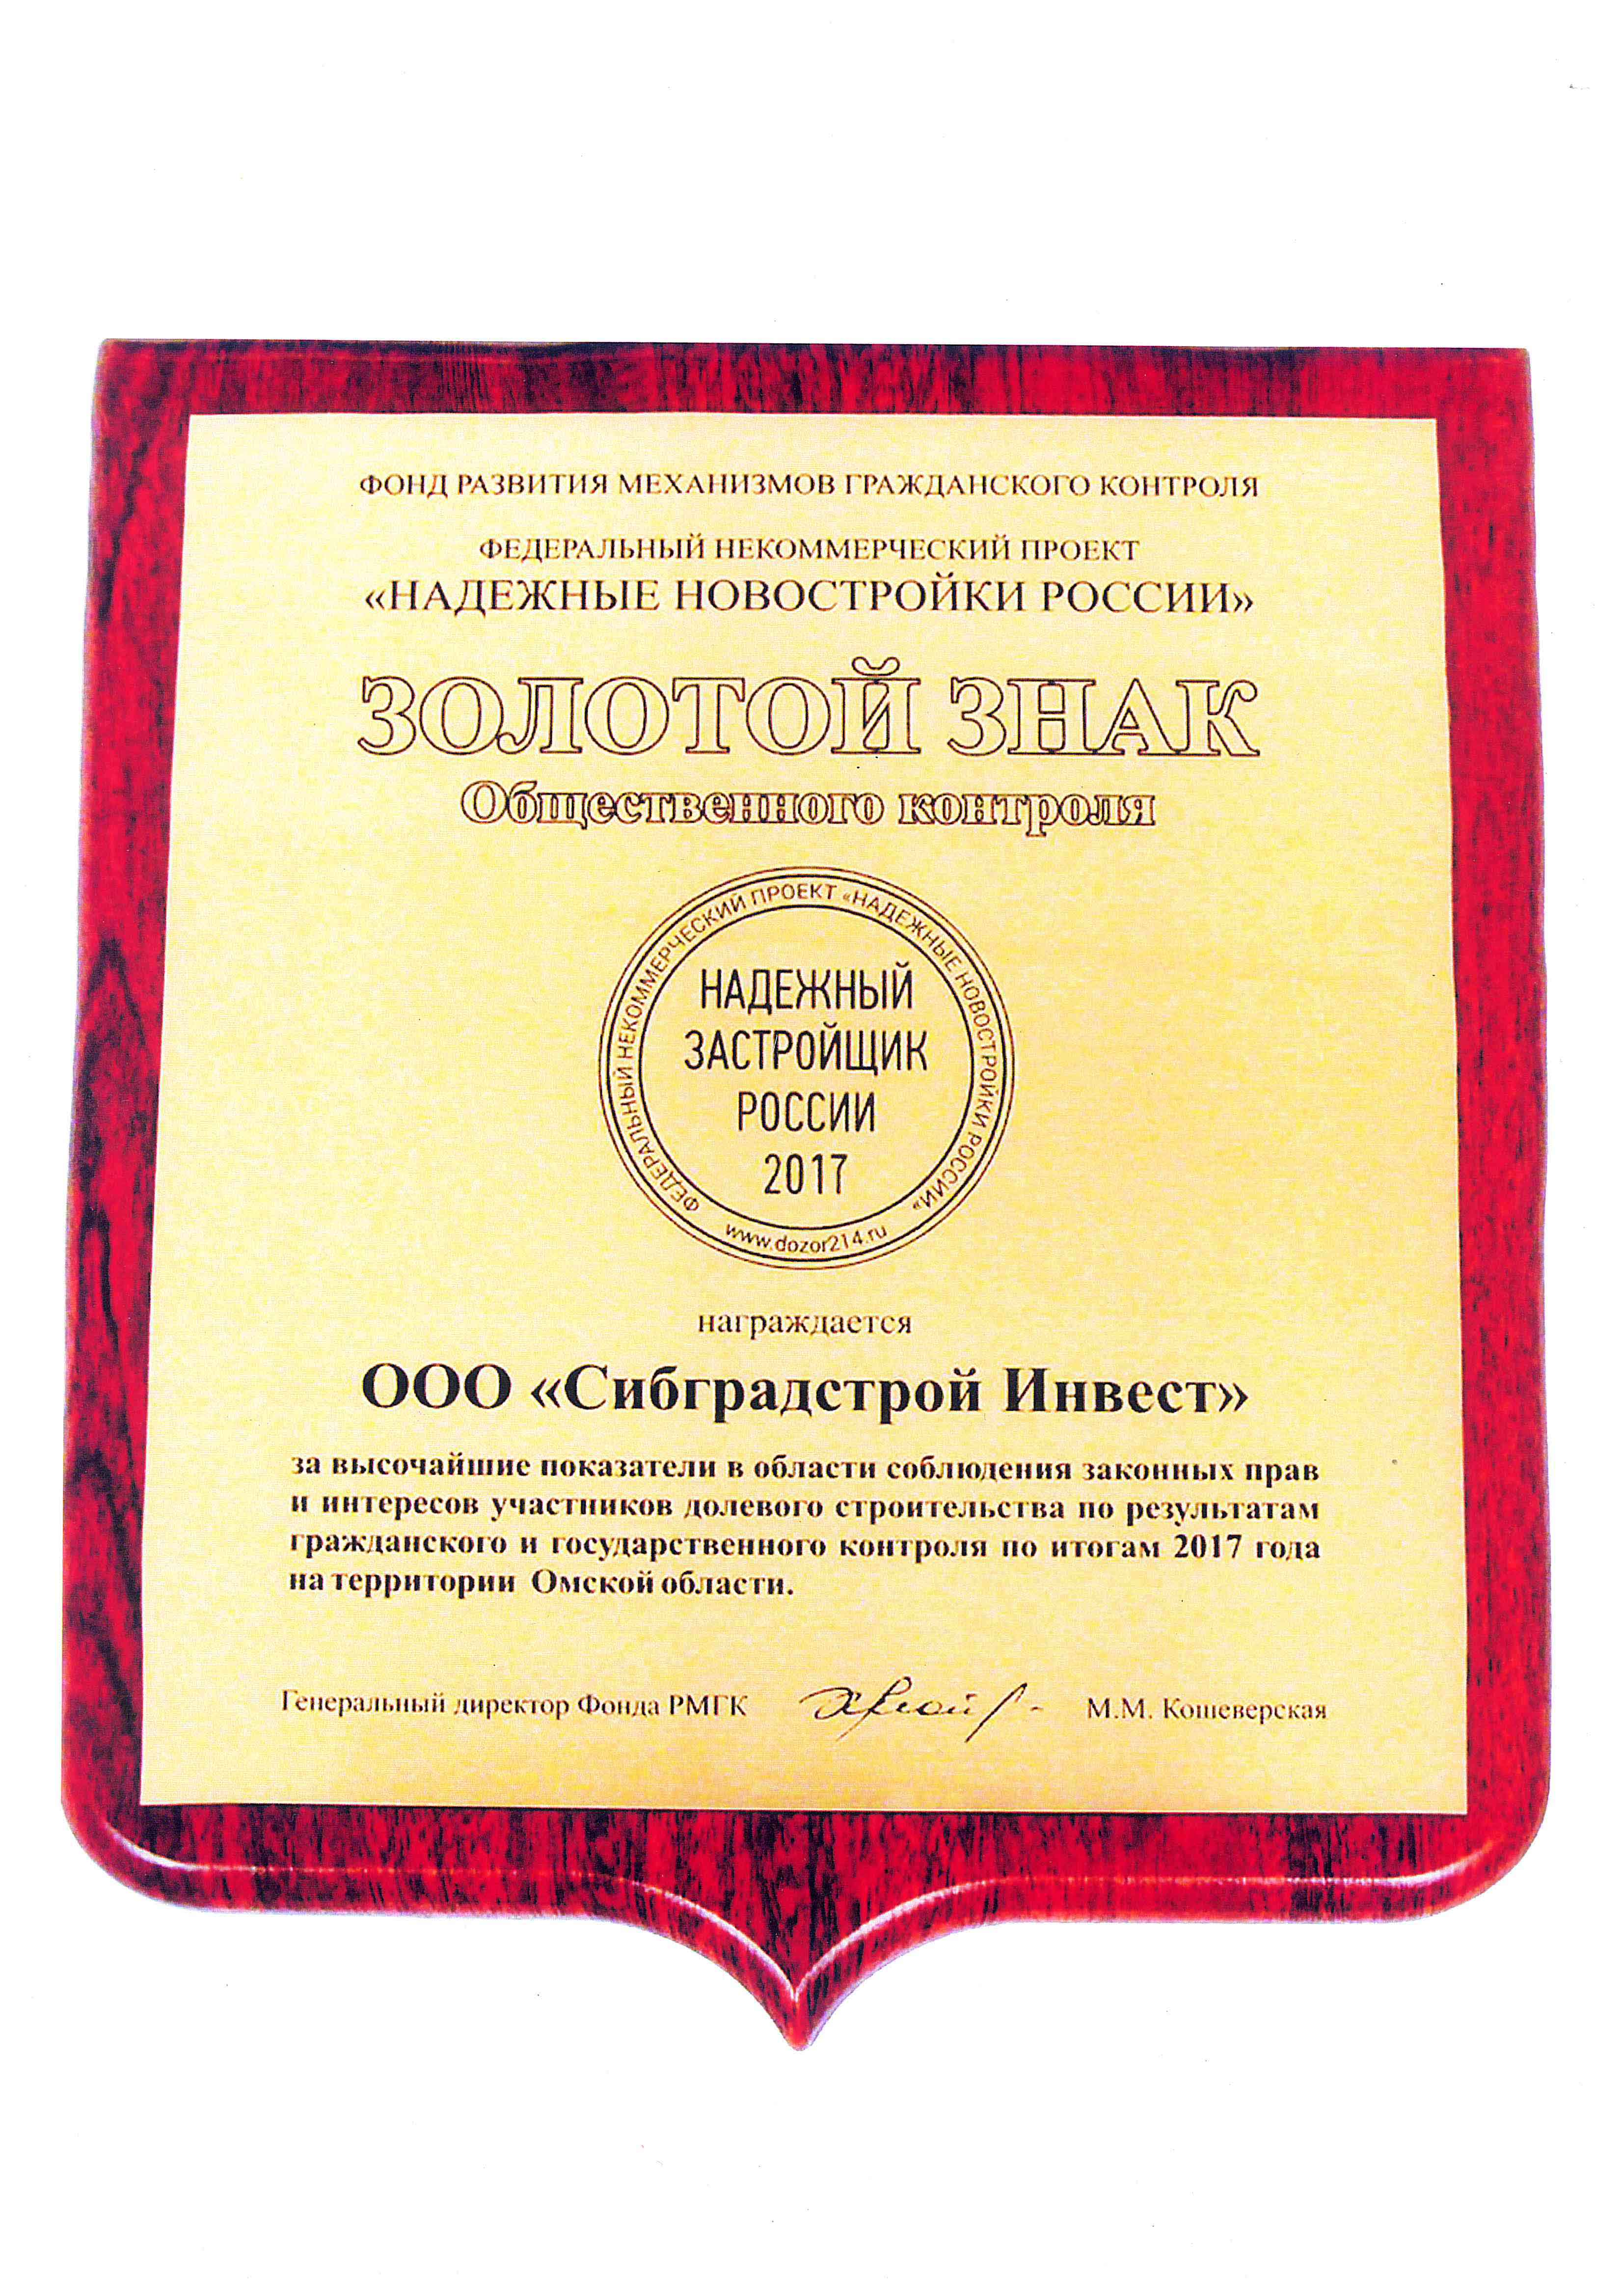 ФОНД РАЗВИТИЯ МЕХАНИЗМОВ ГРАЖДАНСКОГО КОНТРОЛЯ
ФЕДЕРАЛЬНЫЙ НЕКОММЕРЧЕСКИЙ ПРОЕКТ
«НАДЕЖНЫЕ НОВОСТРОЙКИ РОССИИ»
ЗОЛОТОЙ ЗНАК
Общественного контроля
ФЕДЕРАЛЬНЫЙ НЕКОММЕРЧЕСКИЙ ПРОЕКТ «НАДЕЖНЫЕ НОВОСТРОЙКИ РОССИИ»
НАДЕЖНЫЙ
ЗАСТРОЙЩИК
РОССИИ
2017
www.dozor214.ru
награждается
ООО «Сибградстрой Инвест»
за высочайшие показатели в области соблюдения законных прав
и интересов участников долевого строительства по результатам
гражданского и государственного контроля по итогам 2017 года
на территории Омской области.
Генеральный директор Фонда РМГК М.М. Кошеверская